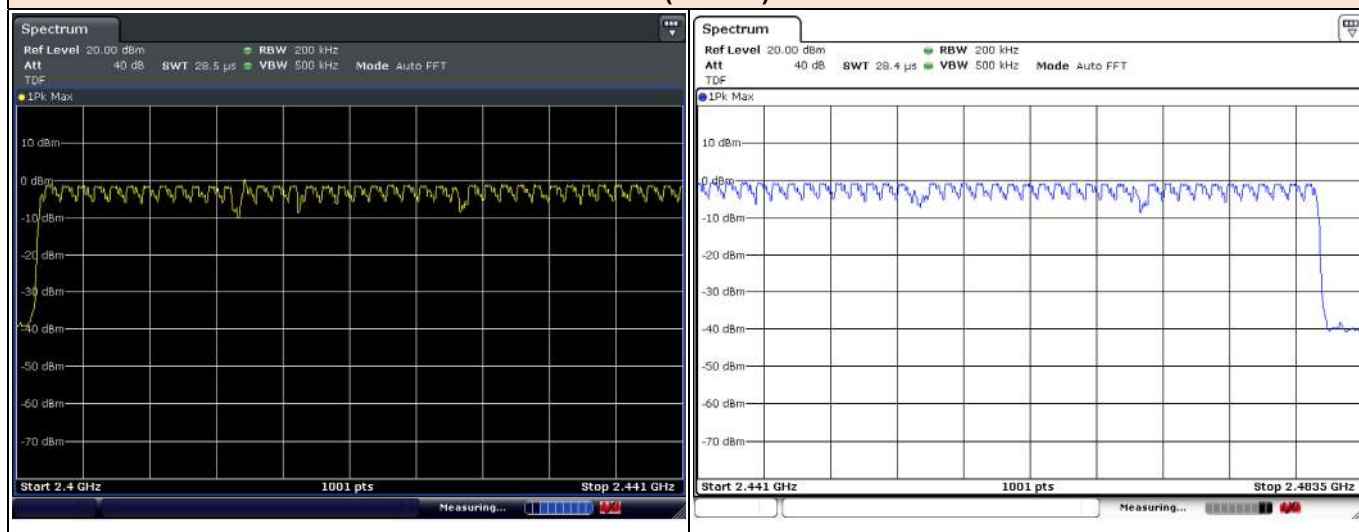 Spectrum
Ref Level 20.00 dBm RBW 200 kHz
Att 40 dB SWT 28.5 µs VBW 500 kHz Mode Auto FFT
TDF
1Pk Max
10 dBm
0 dBm
-10 dBm
-20 dBm
-30 dBm
-40 dBm
-50 dBm
-60 dBm
-70 dBm
Start 2.4 GHz 1001 pts Stop 2.441 GHz
Measuring...
Spectrum
Ref Level 20.00 dBm RBW 200 kHz
Att 40 dB SWT 28.4 µs VBW 500 kHz Mode Auto FFT
TDF
1Pk Max
10 dBm
0 dBm
-10 dBm
-20 dBm
-30 dBm
-40 dBm
-50 dBm
-60 dBm
-70 dBm
Start 2.441 GHz 1001 pts Stop 2.4835 GHz
Measuring...